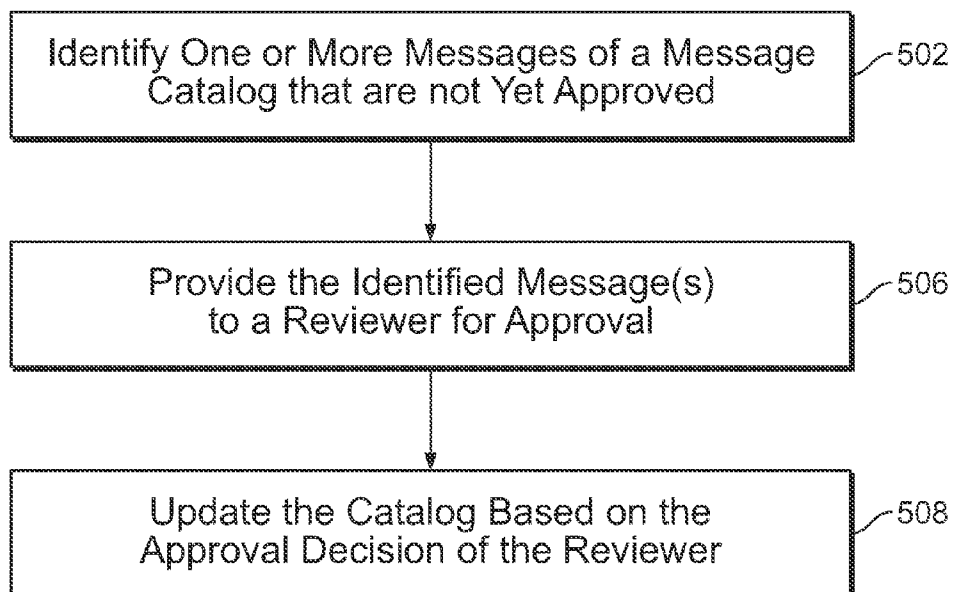 Identify One or More Messages of a Message
Catalog that are not Yet Approved
502
Provide the Identified Message(s)
to a Reviewer for Approval
506
Update the Catalog Based on the
Approval Decision of the Reviewer
508